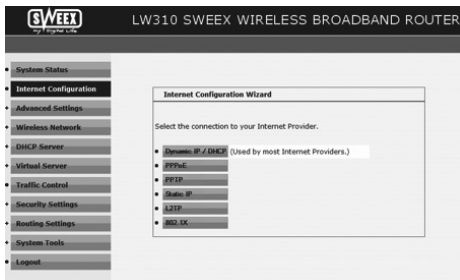 SWEEX
my Digital Life
LW310 SWEEX WIRELESS BROADBAND ROUTER
System Status
Internet Configuration
Advanced Settings
Wireless Network
DHCP Server
Virtual Server
Traffic Control
Security Settings
Routing Settings
System Tools
Logout
Internet Configuration Wizard
Select the connection to your Internet Provider.
Dynamic IP / DHCP (Used by most Internet Providers.)
PPPoE
PPTP
Static IP
L2TP
802.1X